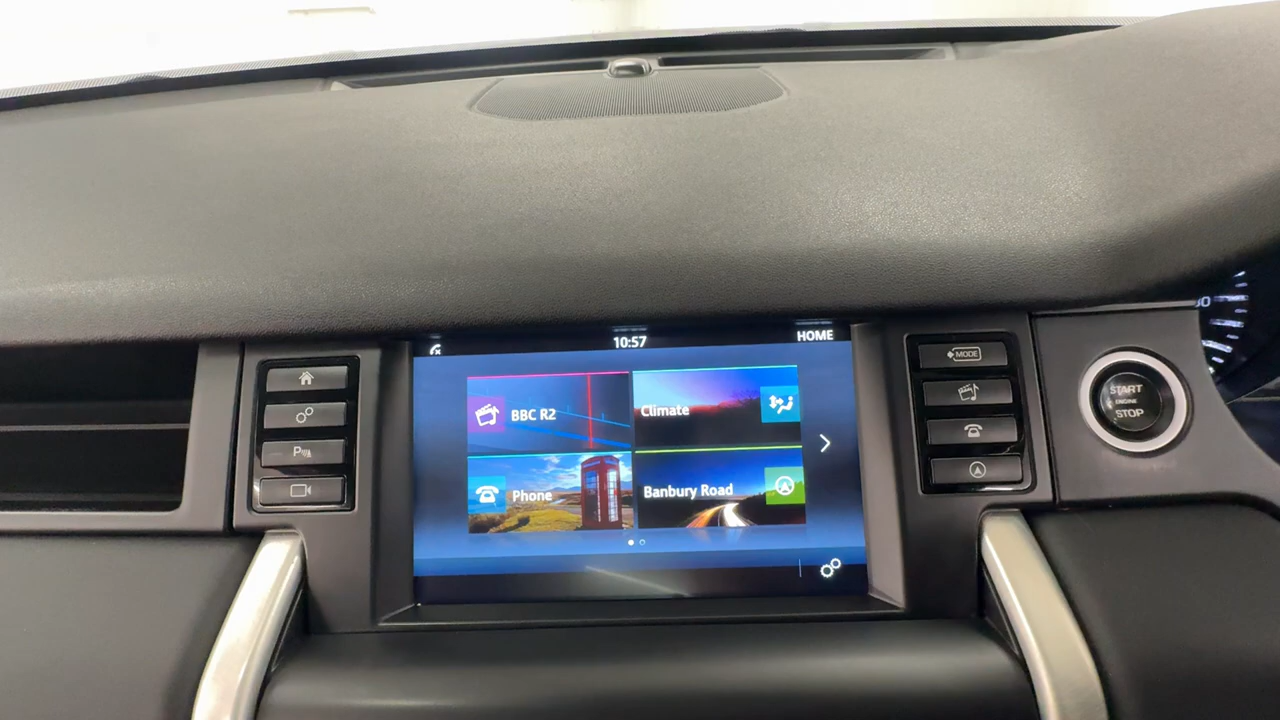 10:57
HOME
BBC R2
Climate
Phone
Banbury Road
P
MODE
START
ENGINE
STOP